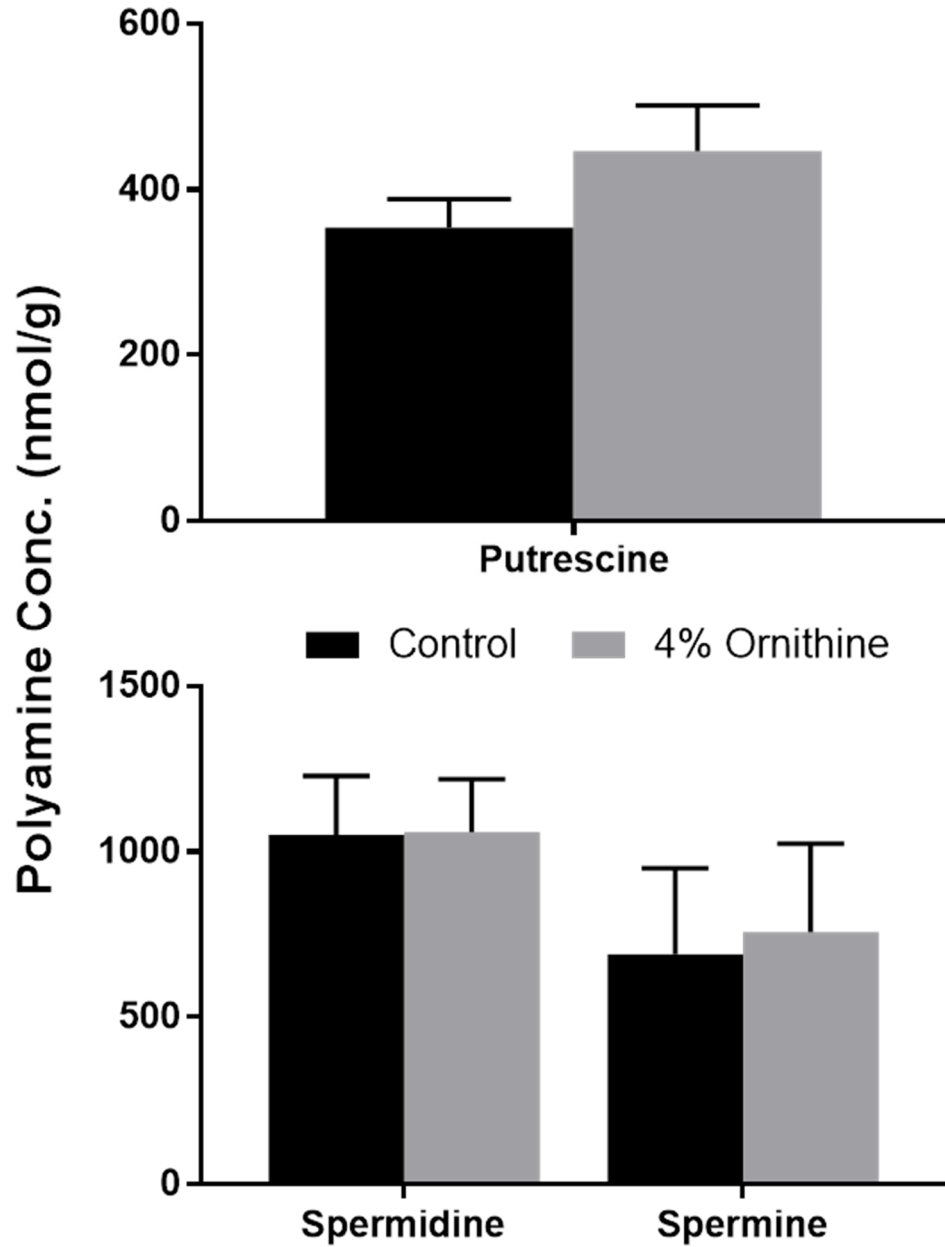 Polyamine Conc. (nmol/g)
600
400
200
0
Putrescine
Control 4% Ornithine
1500
1000
500
0
Spermidine Spermine